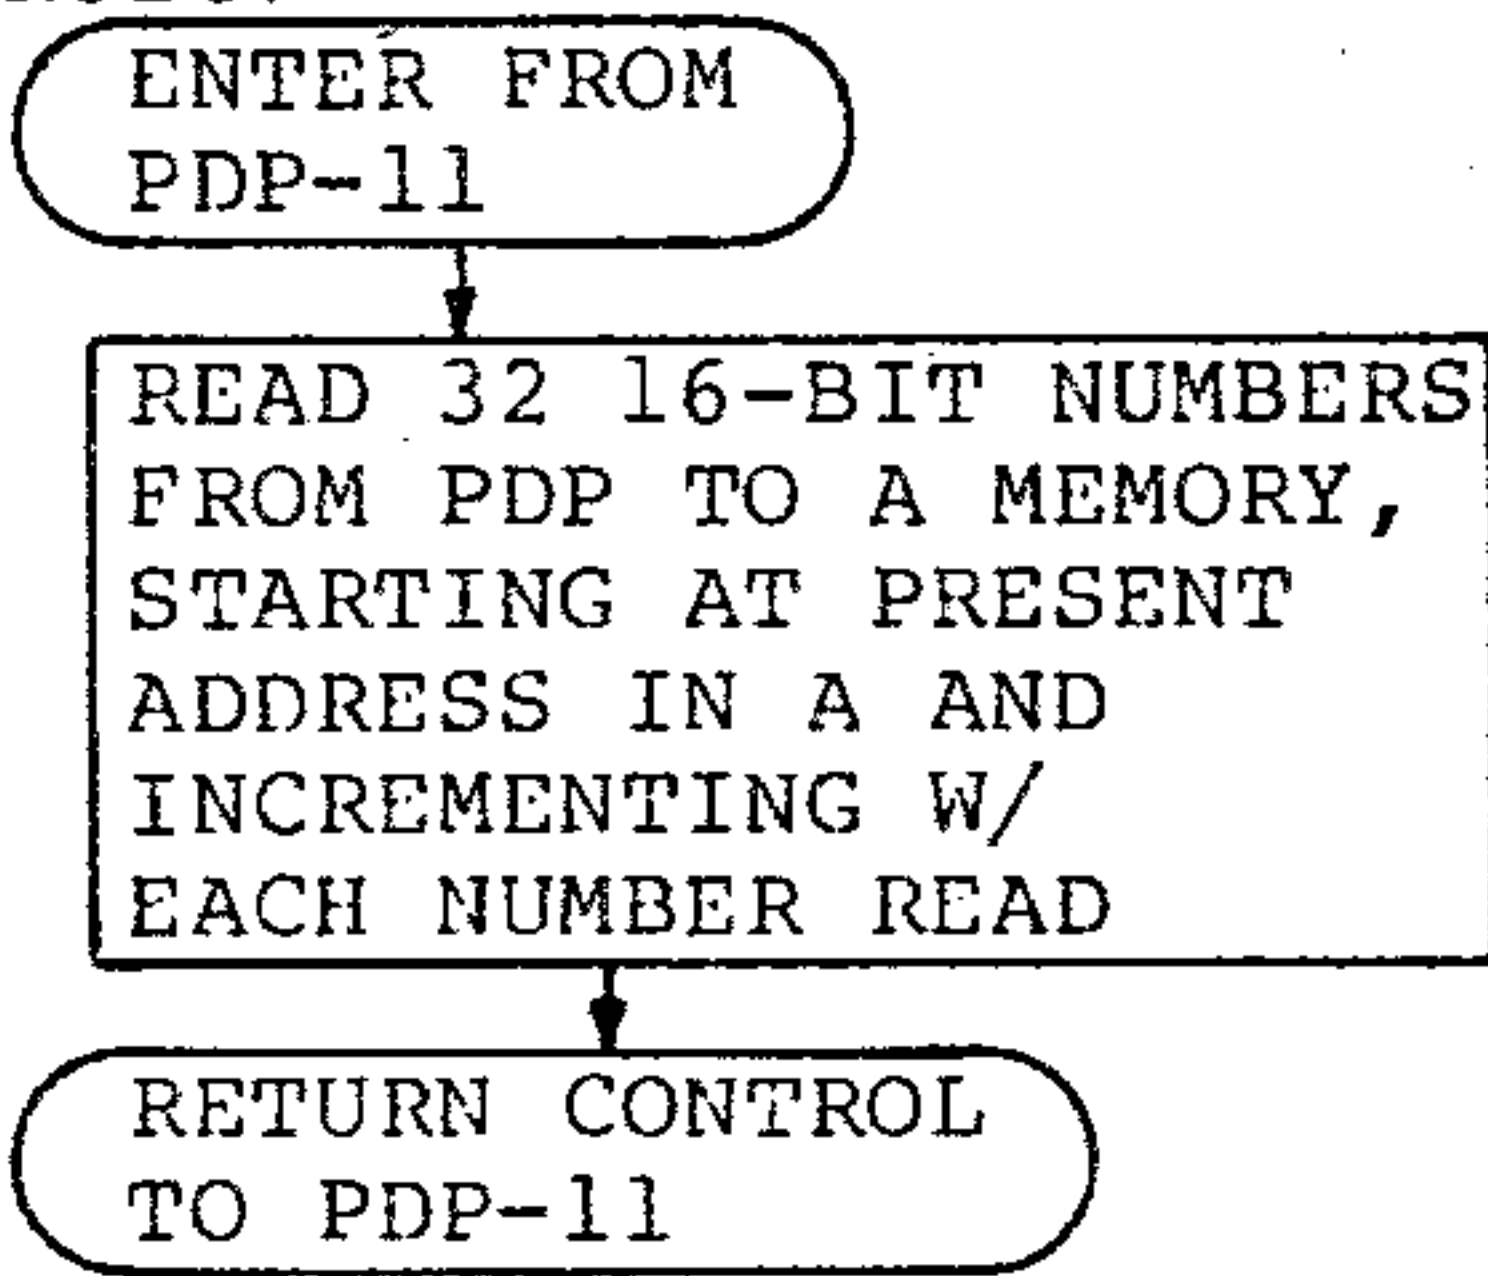 ENTER FROM
PDP-11
READ 32 16-BIT NUMBERS
FROM PDP TO A MEMORY,
STARTING AT PRESENT
ADDRESS IN A AND
INCREMENTING W/
EACH NUMBER READ
RETURN CONTROL
TO PDP-11